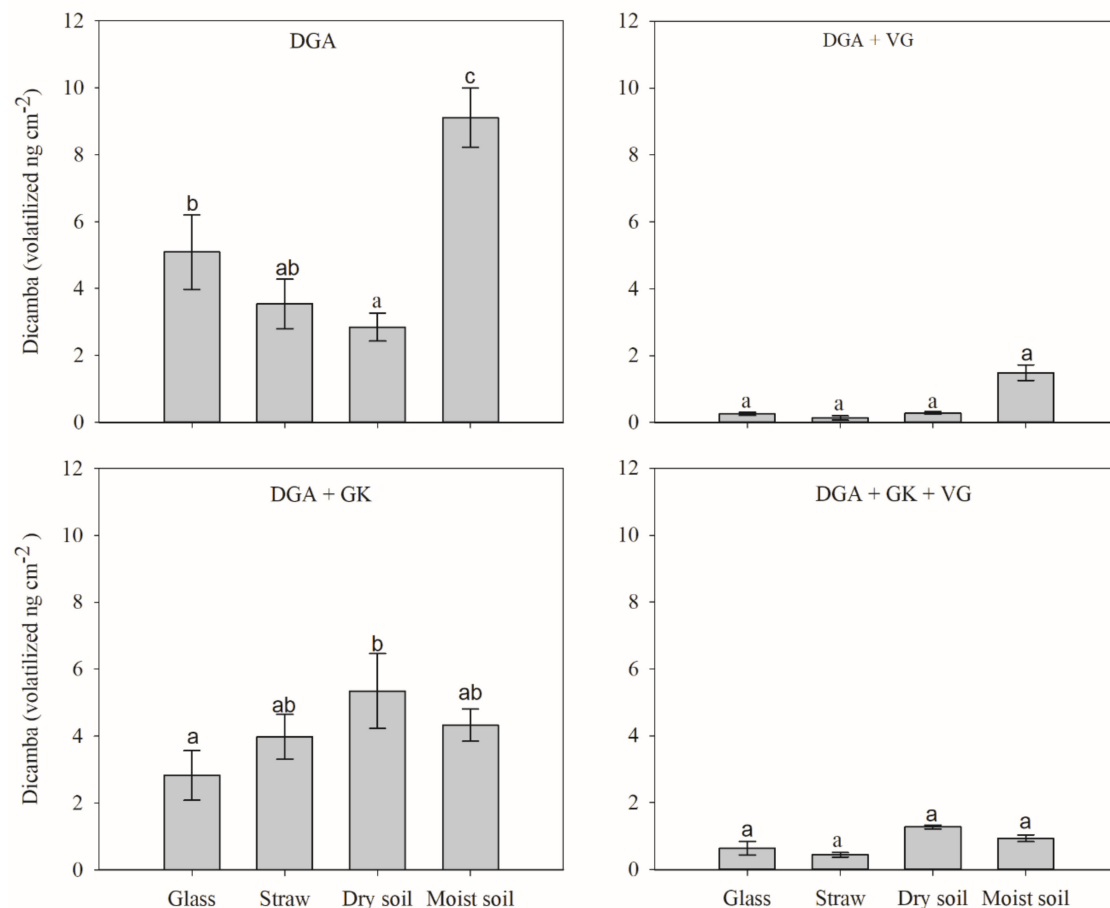 DGA
Dicamba (volatilized ng cm⁻²)
12
10
8
6
4
2
0
b
ab
a
c
DGA + VG
12
10
8
6
4
2
0
a
a
a
a
DGA + GK
Dicamba (volatilized ng cm⁻²)
12
10
8
6
4
2
0
a
ab
b
ab
Glass Straw Dry soil Moist soil
DGA + GK + VG
12
10
8
6
4
2
0
a
a
a
a
Glass Straw Dry soil Moist soil